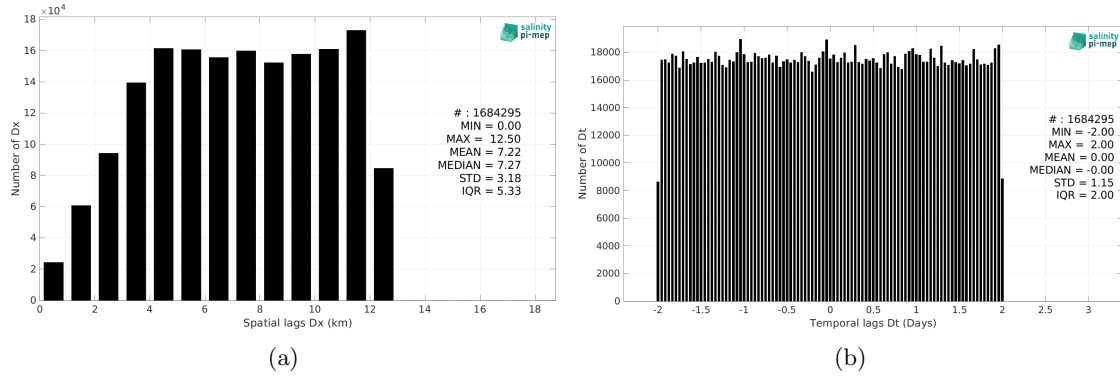 ×10⁴
18
16
14
12
10
8
6
4
2
0
Number of Dx
0 2 4 6 8 10 12 14 16 18
Spatial lags Dx (km)
salinity
pi-mep
# : 1684295
MIN = 0.00
MAX = 12.50
MEAN = 7.22
MEDIAN = 7.27
STD = 3.18
IQR = 5.33
(a)
18000
16000
14000
12000
10000
8000
6000
4000
2000
0
Number of Dt
-2 -1.5 -1 -0.5 0 0.5 1 1.5 2 2.5 3
Temporal lags Dt (Days)
salinity
pi-mep
# : 1684295
MIN = -2.00
MAX = 2.00
MEAN = 0.00
MEDIAN = -0.00
STD = 1.15
IQR = 2.00
(b)